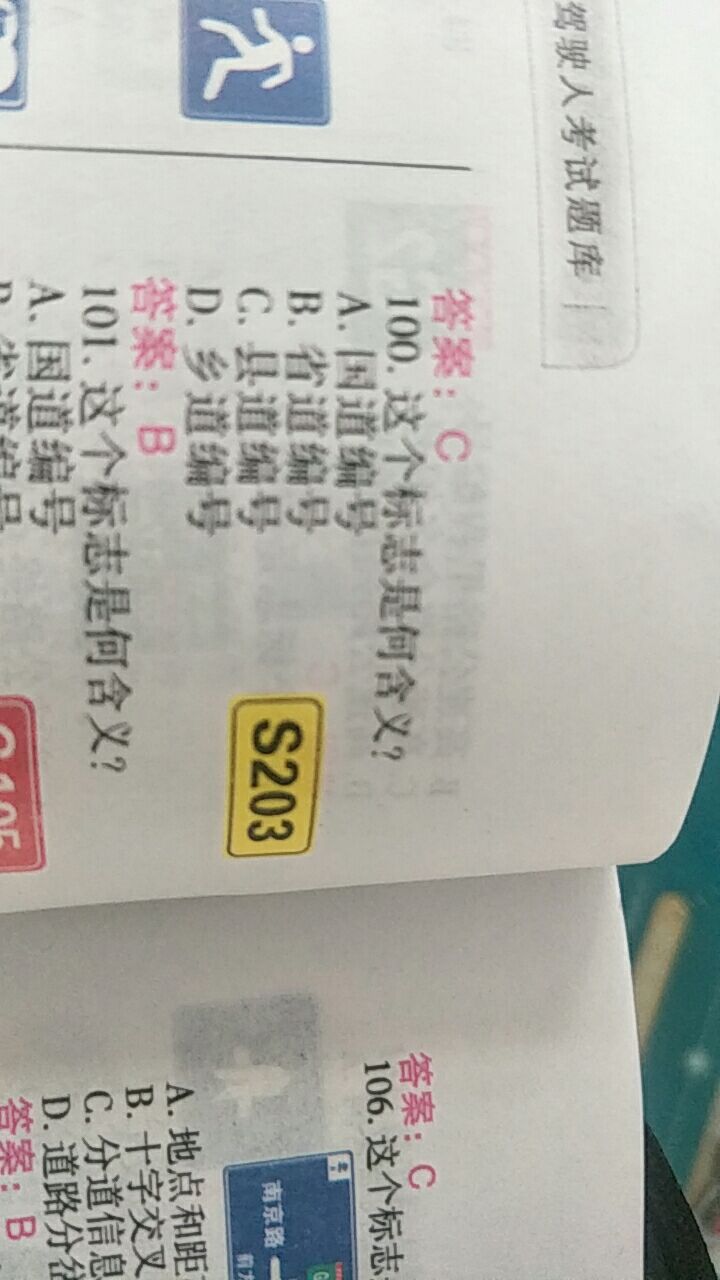 驾驶人考试题库
答案：C
100. 这个标志是何含义？
A. 国道编号
B. 省道编号
C. 县道编号
D. 乡道编号
S203
答案：B
101. 这个标志是何含义？
A. 国道编号
答案：C
106. 这个标志
南京路
A. 地点和距
B. 十字交叉
C. 分道信息
D. 道路分岔
答案：B